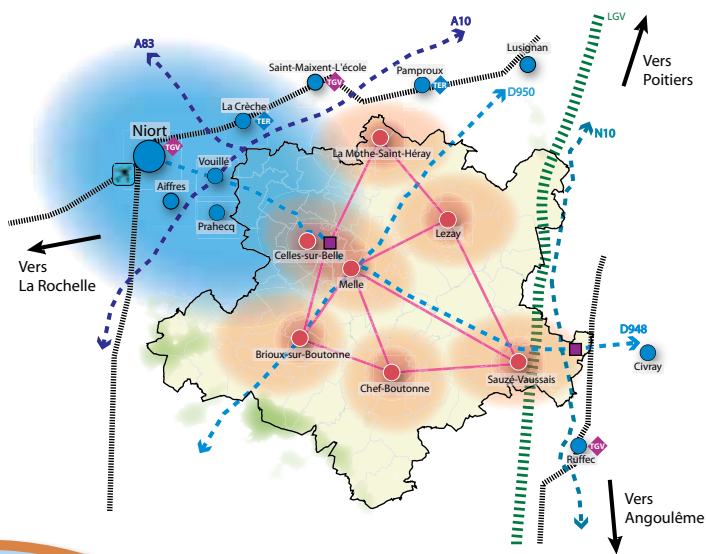 LGV
A10
A83
Lusignan
Vers
Poitiers
Saint-Maixent-L'école
TGV
Pamproux
TER
D950
La Crèche
TER
N10
Niort
TGV
La Mothe-Saint-Héray
Vouillé
Aiffres
Prahecq
Lezay
Celles-sur-Belle
Melle
Vers
La Rochelle
D948
Brioux-sur-Boutonne
Chef-Boutonne
Sauzé-Vaussais
Civray
TGV
Ruffec
Vers
Angoulême